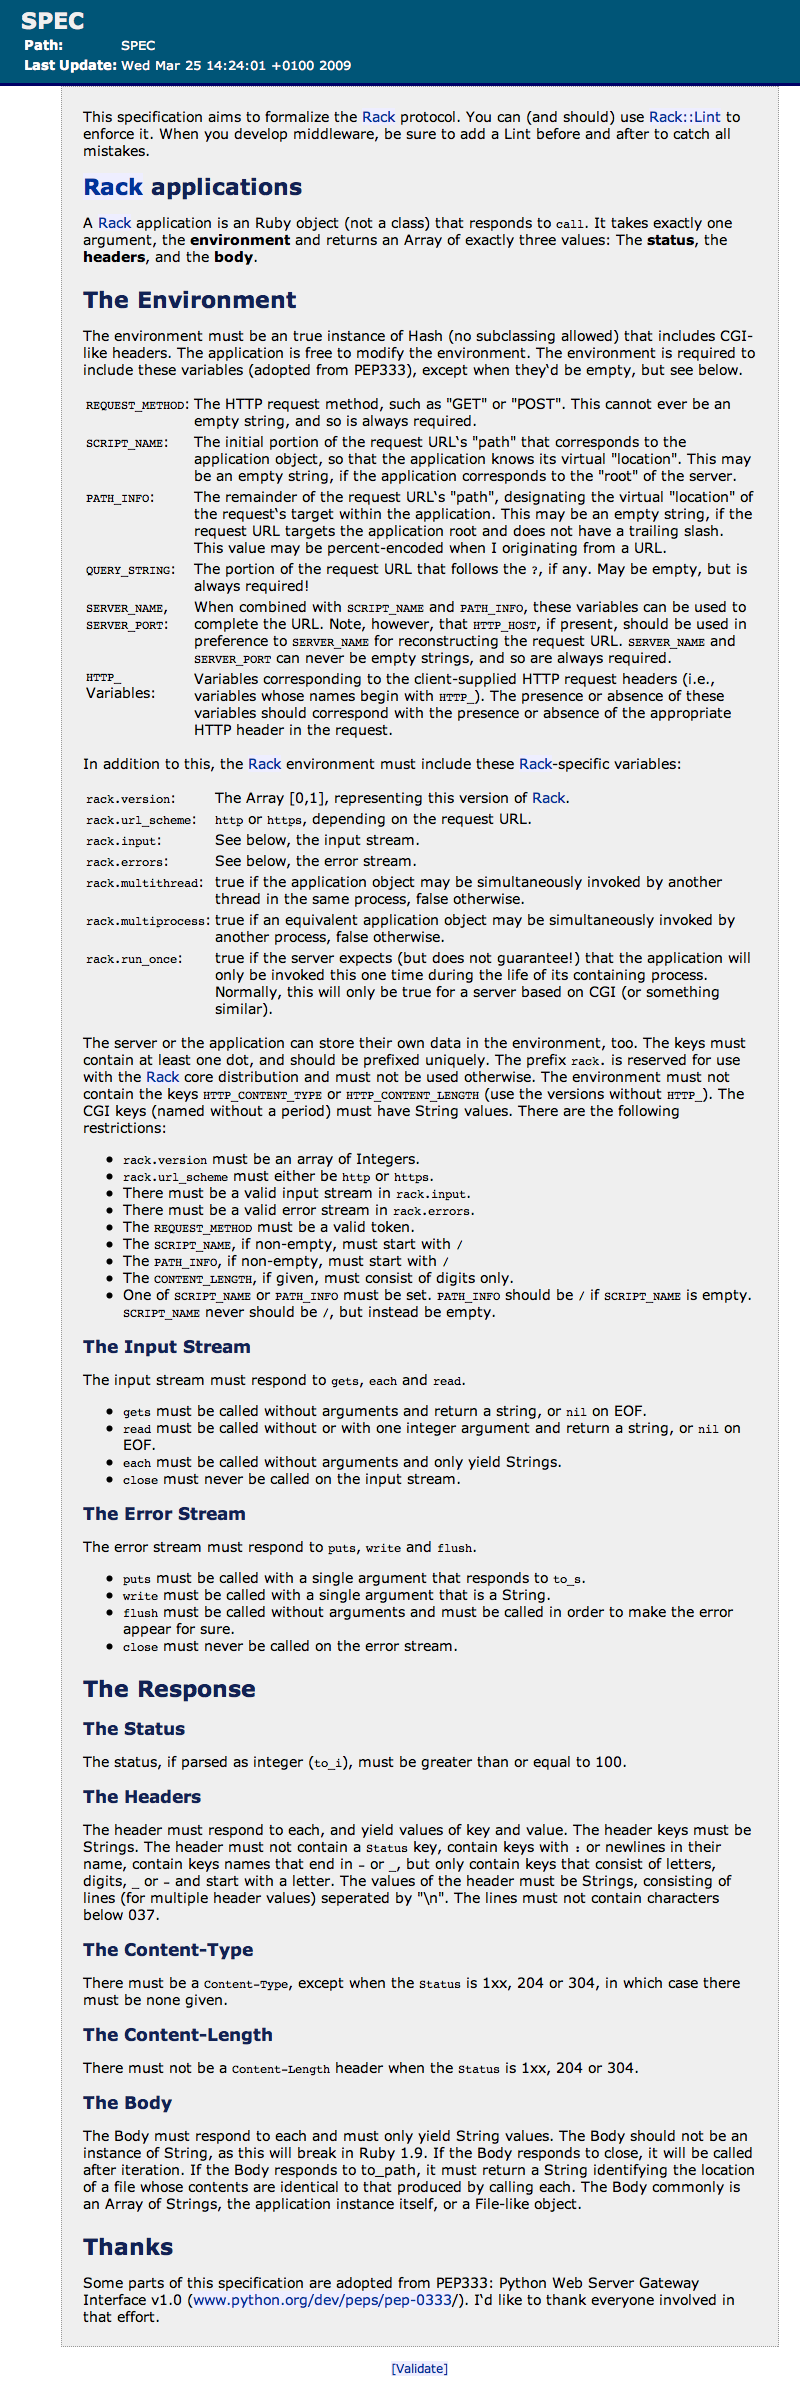 SPEC
Path: SPEC
Last Update: Wed Mar 25 14:24:01 +0100 2009
This specification aims to formalize the Rack protocol. You can (and should) use Rack::Lint to
enforce it. When you develop middleware, be sure to add a Lint before and after to catch all
mistakes.
Rack applications
A Rack application is an Ruby object (not a class) that responds to call. It takes exactly one
argument, the environment and returns an Array of exactly three values: The status, the
headers, and the body.
The Environment
The environment must be an true instance of Hash (no subclassing allowed) that includes CGI-
like headers. The application is free to modify the environment. The environment is required to
include these variables (adopted from PEP333), except when they'd be empty, but see below.
REQUEST_METHOD: The HTTP request method, such as "GET" or "POST". This cannot ever be an
empty string, and so is always required.
SCRIPT_NAME: The initial portion of the request URL‘s "path" that corresponds to the
application object, so that the application knows its virtual "location". This may
be an empty string, if the application corresponds to the "root" of the server.
PATH_INFO: The remainder of the request URL‘s "path", designating the virtual "location" of
the request‘s target within the application. This may be an empty string, if the
request URL targets the application root and does not have a trailing slash.
This value may be percent-encoded when I originating from a URL.
QUERY_STRING: The portion of the request URL that follows the ?, if any. May be empty, but is
always required!
SERVER_NAME, When combined with SCRIPT_NAME and PATH_INFO, these variables can be used to
SERVER_PORT: complete the URL. Note, however, that HTTP_HOST, if present, should be used in
preference to SERVER_NAME for reconstructing the request URL. SERVER_NAME and
SERVER_PORT can never be empty strings, and so are always required.
HTTP_ Variables corresponding to the client-supplied HTTP request headers (i.e.,
Variables: variables whose names begin with HTTP_). The presence or absence of these
variables should correspond with the presence or absence of the appropriate
HTTP header in the request.
In addition to this, the Rack environment must include these Rack-specific variables:
rack.version: The Array [0,1], representing this version of Rack.
rack.url_scheme: http or https, depending on the request URL.
rack.input: See below, the input stream.
rack.errors: See below, the error stream.
rack.multithread: true if the application object may be simultaneously invoked by another
thread in the same process, false otherwise.
rack.multiprocess: true if an equivalent application object may be simultaneously invoked by
another process, false otherwise.
rack.run_once: true if the server expects (but does not guarantee!) that the application will
only be invoked this one time during the life of its containing process.
Normally, this will only be true for a server based on CGI (or something
similar).
The server or the application can store their own data in the environment, too. The keys must
contain at least one dot, and should be prefixed uniquely. The prefix rack. is reserved for use
with the Rack core distribution and must not be used otherwise. The environment must not
contain the keys HTTP_CONTENT_TYPE or HTTP_CONTENT_LENGTH (use the versions without HTTP_). The
CGI keys (named without a period) must have String values. There are the following
restrictions:
• rack.version must be an array of Integers.
• rack.url_scheme must either be http or https.
• There must be a valid input stream in rack.input.
• There must be a valid error stream in rack.errors.
• The REQUEST_METHOD must be a valid token.
• The SCRIPT_NAME, if non-empty, must start with /
• The PATH_INFO, if non-empty, must start with /
• The CONTENT_LENGTH, if given, must consist of digits only.
• One of SCRIPT_NAME or PATH_INFO must be set. PATH_INFO should be / if SCRIPT_NAME is empty.
SCRIPT_NAME never should be /, but instead be empty.
The Input Stream
The input stream must respond to gets, each and read.
• gets must be called without arguments and return a string, or nil on EOF.
• read must be called without or with one integer argument and return a string, or nil on
EOF.
• each must be called without arguments and only yield Strings.
• close must never be called on the input stream.
The Error Stream
The error stream must respond to puts, write and flush.
• puts must be called with a single argument that responds to to_s.
• write must be called with a single argument that is a String.
• flush must be called without arguments and must be called in order to make the error
appear for sure.
• close must never be called on the error stream.
The Response
The Status
The status, if parsed as integer (to_i), must be greater than or equal to 100.
The Headers
The header must respond to each, and yield values of key and value. The header keys must be
Strings. The header must not contain a Status key, contain keys with : or newlines in their
name, contain keys names that end in - or _, but only contain keys that consist of letters,
digits, _ or - and start with a letter. The values of the header must be Strings, consisting of
lines (for multiple header values) seperated by "\n". The lines must not contain characters
below 037.
The Content-Type
There must be a Content-Type, except when the Status is 1xx, 204 or 304, in which case there
must be none given.
The Content-Length
There must not be a Content-Length header when the Status is 1xx, 204 or 304.
The Body
The Body must respond to each and must only yield String values. The Body should not be an
instance of String, as this will break in Ruby 1.9. If the Body responds to close, it will be called
after iteration. If the Body responds to to_path, it must return a String identifying the location
of a file whose contents are identical to that produced by calling each. The Body commonly is
an Array of Strings, the application instance itself, or a File-like object.
Thanks
Some parts of this specification are adopted from PEP333: Python Web Server Gateway
Interface v1.0 (www.python.org/dev/peps/pep-0333/). I‘d like to thank everyone involved in
that effort.
[Validate]